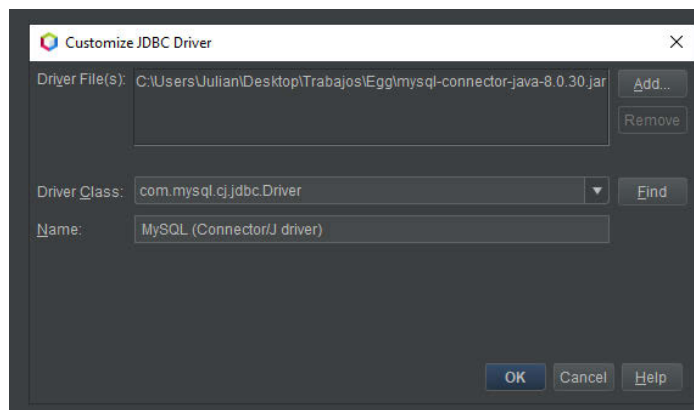 Customize JDBC Driver
Driver File(s): C:\Users\Julian\Desktop\Trabajos\Egg\mysql-connector-java-8.0.30.jar Add...
Remove
Driver Class: com.mysql.cj.jdbc.Driver Find
Name: MySQL (Connector/J driver)
OK Cancel Help